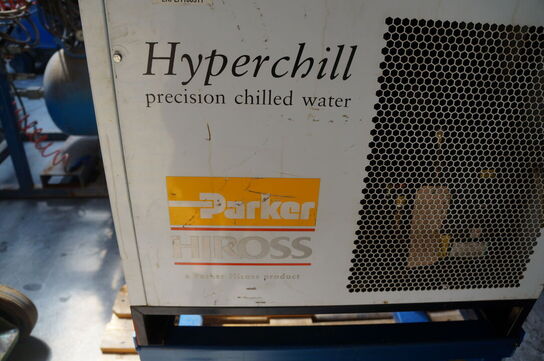 Hyperchill
precision chilled water
Parker
HIROSS
a Parker Hiross product